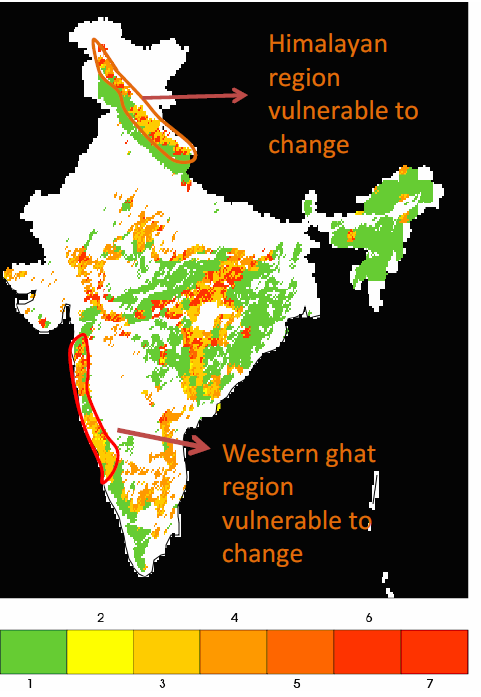 Himalayan
region
vulnerable to
change
Western ghat
region
vulnerable to
change
2 4 6
1 3 5 7